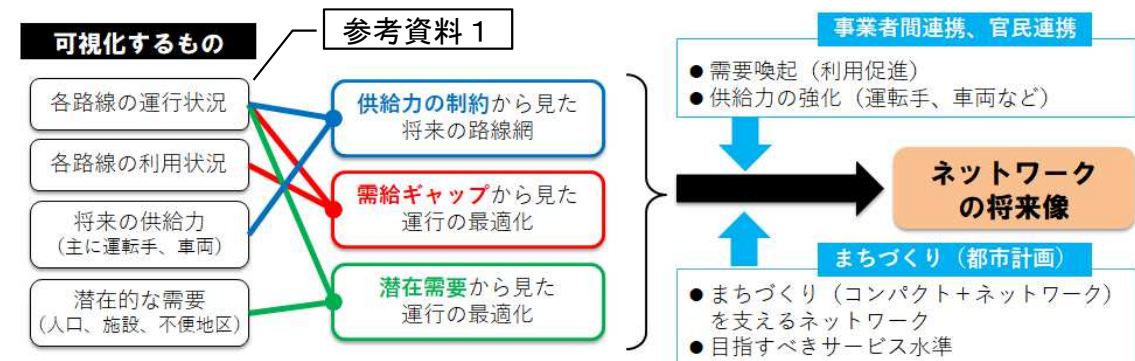 可視化するもの
参考資料1
各路線の運行状況
各路線の利用状況
将来の供給力
(主に運転手、車両)
潜在的な需要
(人口、施設、不便地区)
供給力の制約から見た
将来の路線網
需給ギャップから見た
運行の最適化
潜在需要から見た
運行の最適化
事業者間連携、官民連携
● 需要喚起（利用促進）
● 供給力の強化（運転手、車両など）
ネットワーク
の将来像
まちづくり（都市計画）
● まちづくり（コンパクト＋ネットワーク）
を支えるネットワーク
● 目指すべきサービス水準